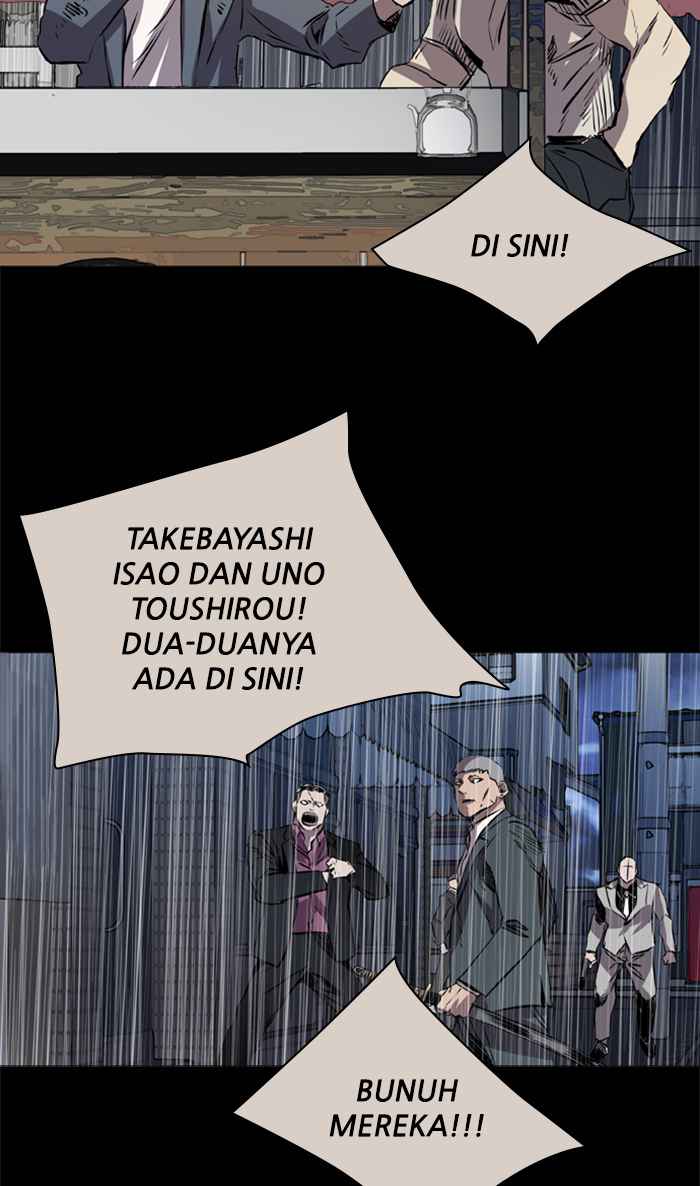 DI SINI!
TAKEBAYASHI
ISAO DAN UNO
TOUSHIROU!
DUA-DUANYA
ADA DI SINI!
BUNUH
MEREKA!!!